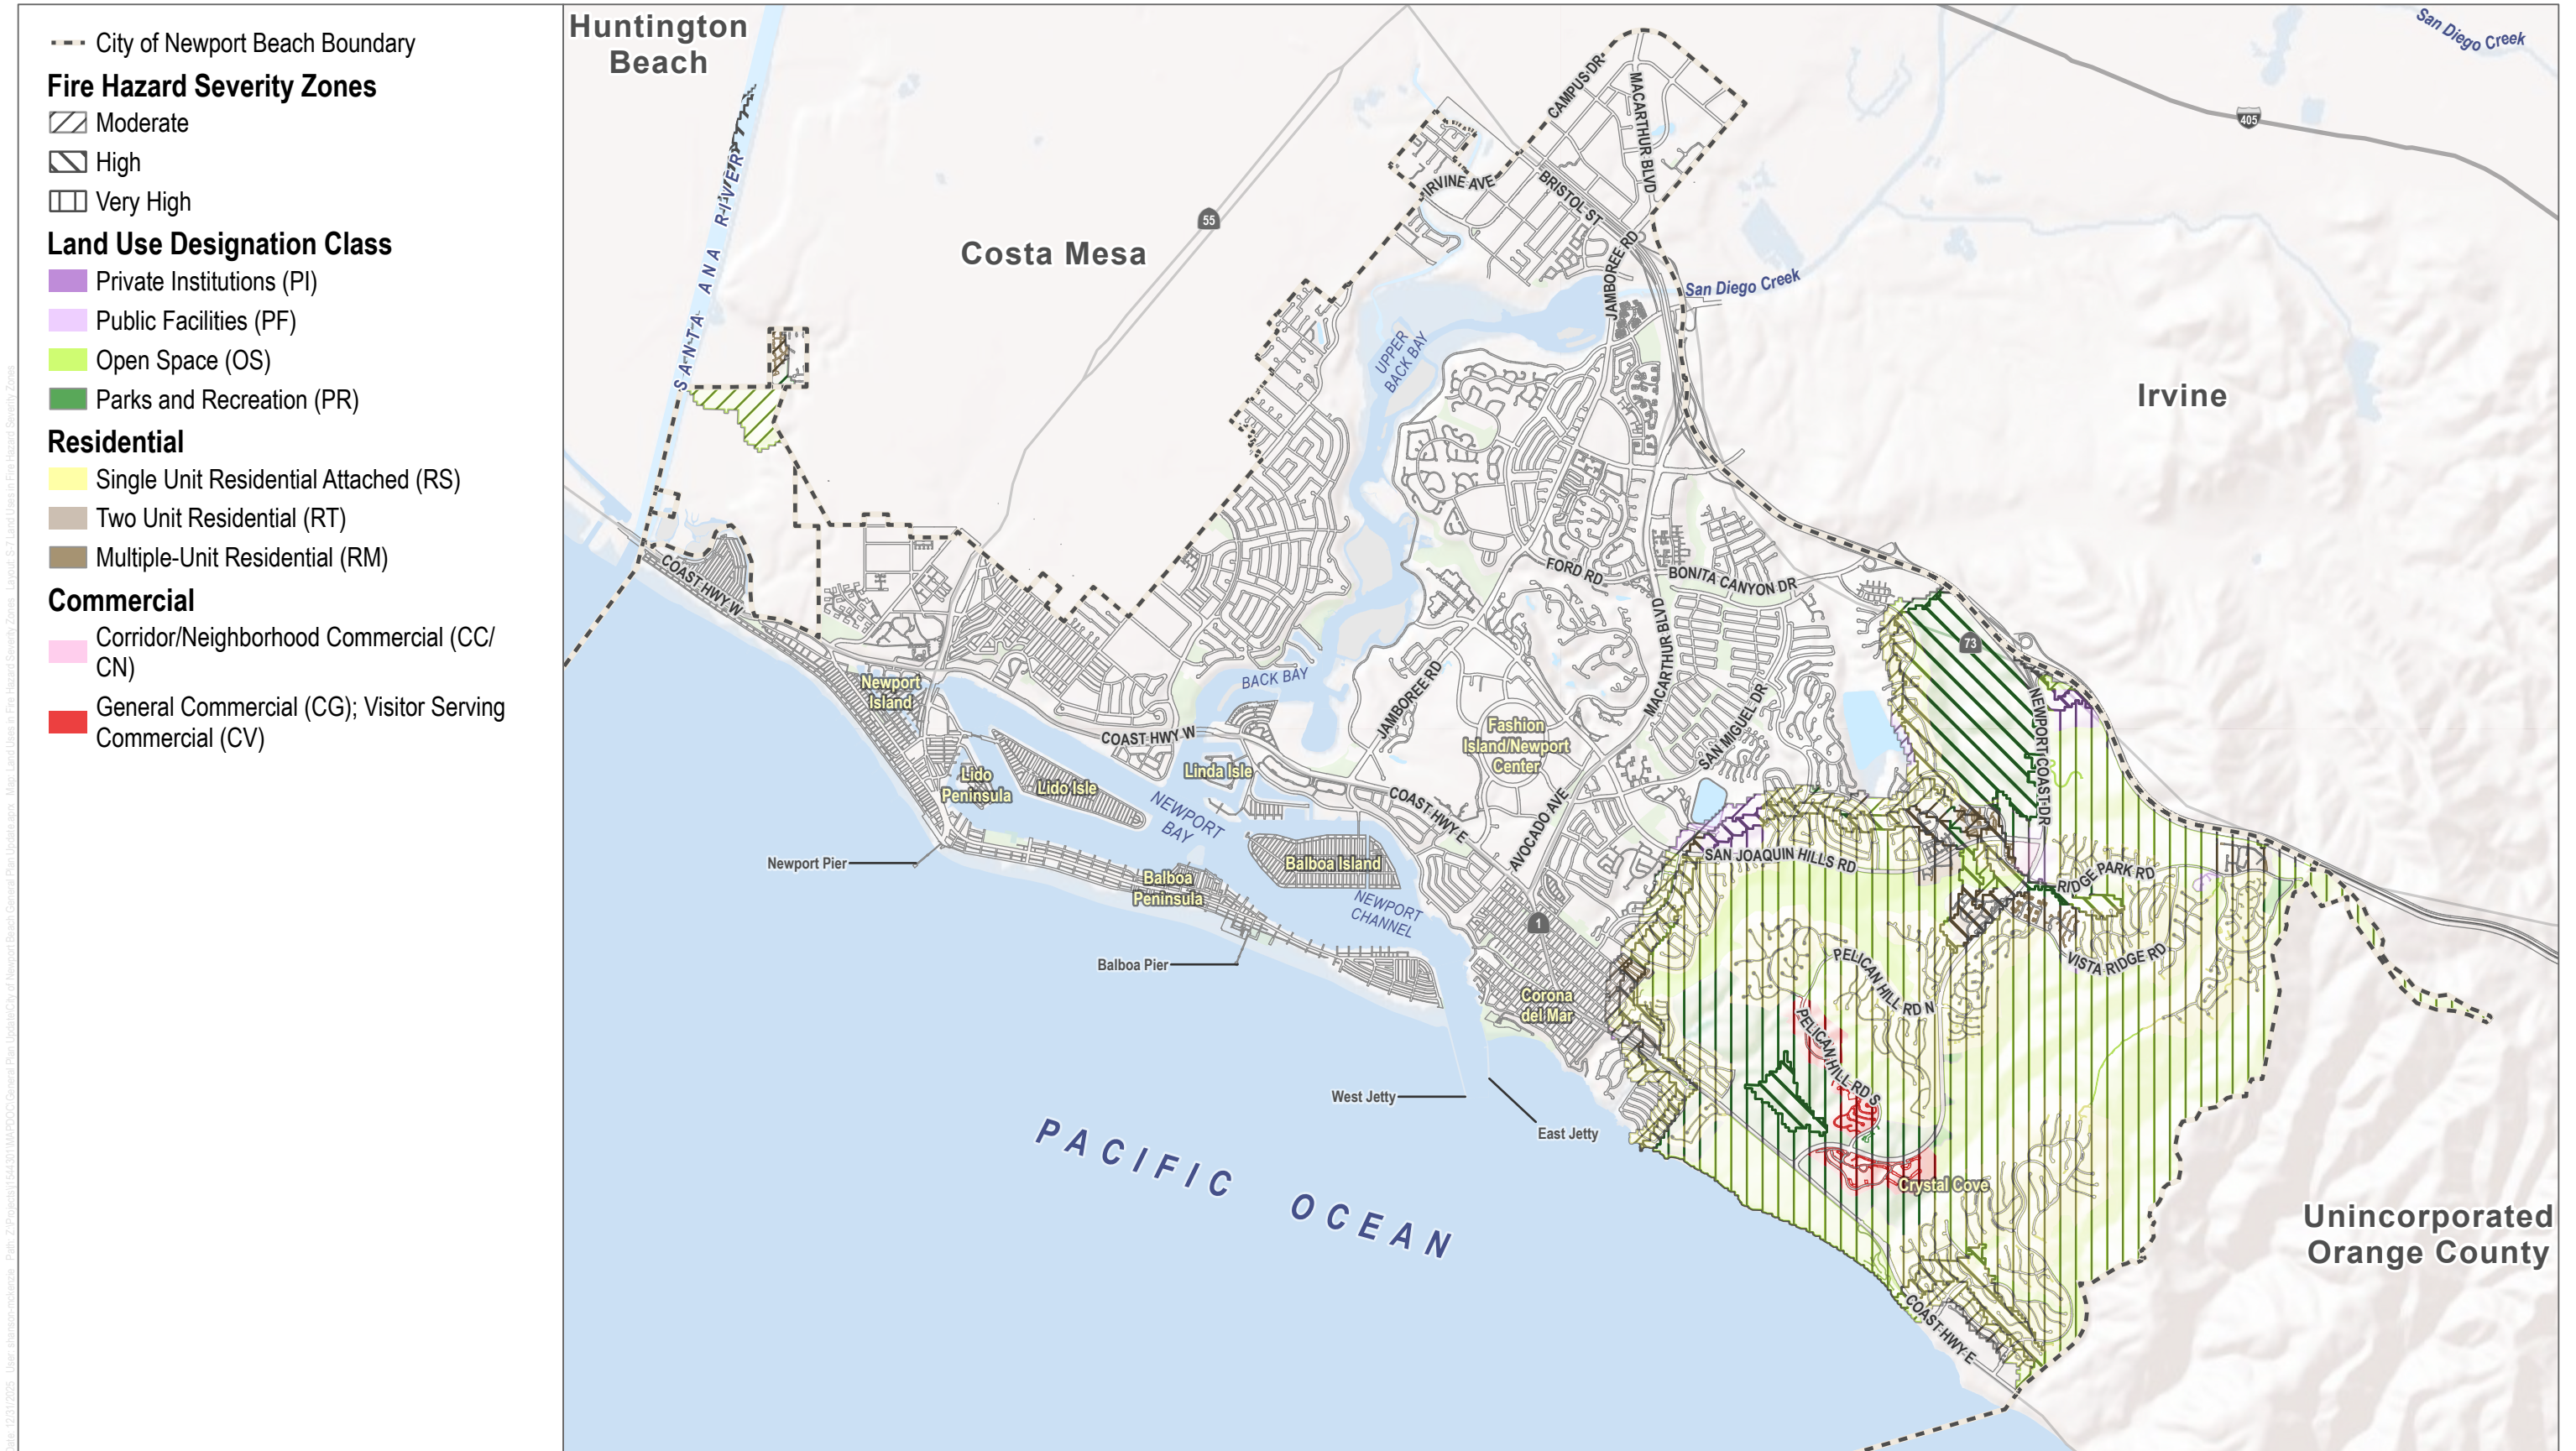 City of Newport Beach Boundary
Fire Hazard Severity Zones
Moderate
High
Very High
Land Use Designation Class
Private Institutions (PI)
Public Facilities (PF)
Open Space (OS)
Parks and Recreation (PR)
Residential
Single Unit Residential Attached (RS)
Two Unit Residential (RT)
Multiple-Unit Residential (RM)
Commercial
Corridor/Neighborhood Commercial (CC/
CN)
General Commercial (CG); Visitor Serving
Commercial (CV)
Huntington
Beach
San Diego Creek
CAMPUS DR
MACARTHUR BLVD
405
SANTA ANA RIVER
IRVINE AVE
BRISTOL ST
55
Costa Mesa
JAMBOREE RD
San Diego Creek
UPPER
BACK BAY
Irvine
COAST HWY W
FORD RD
BONITA CANYON DR
MACARTHUR BLVD
73
BACK BAY
JAMBOREE RD
Newport
Island
NEWPORT COAST DR
SAN MIGUEL DR
Fashion
Island/Newport
Center
COAST HWY W
Linda Isle
Lido
Peninsula
Lido Isle
NEWPORT
BAY
COAST HWY E
AVOCADO AVE
Newport Pier
Balboa Island
SAN JOAQUIN HILLS RD
RIDGE PARK RD
Balboa
Peninsula
NEWPORT
CHANNEL
1
Balboa Pier
PELICAN HILL RD N
VISTA RIDGE RD
Corona
del Mar
PELICAN HILL RD S
West Jetty
East Jetty
PACIFIC OCEAN
Crystal Cove
Unincorporated
Orange County
COAST HWY E